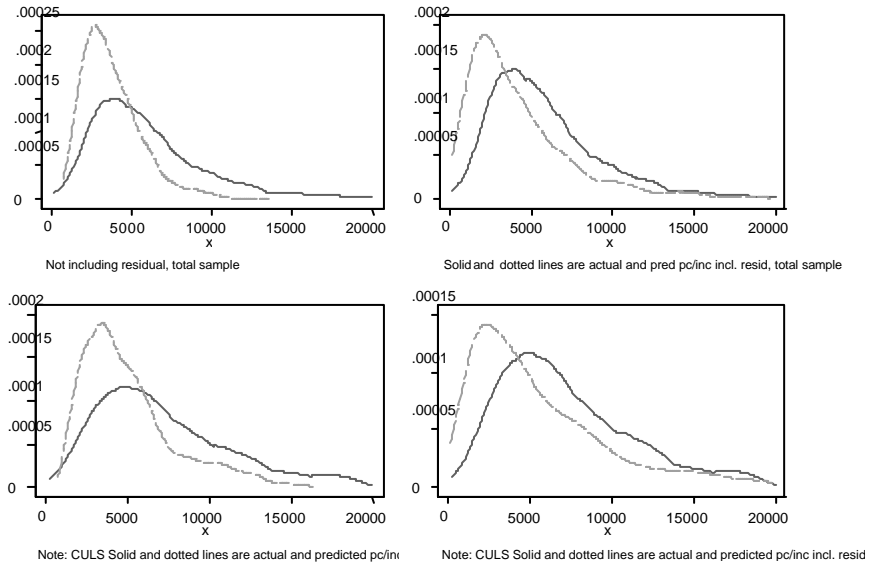 .00025
.0002
.00015
.0001
.00005
0
0 5000 10000 15000 20000
x
Not including residual, total sample
.0002
.00015
.0001
.00005
0
0 5000 10000 15000 20000
x
Solid and dotted lines are actual and pred pc/inc incl. resid, total sample
.0002
.00015
.0001
.00005
0
0 5000 10000 15000 20000
x
Note: CULS Solid and dotted lines are actual and predicted pc/inc
.00015
.0001
.00005
0
0 5000 10000 15000 20000
x
Note: CULS Solid and dotted lines are actual and predicted pc/inc incl. resid